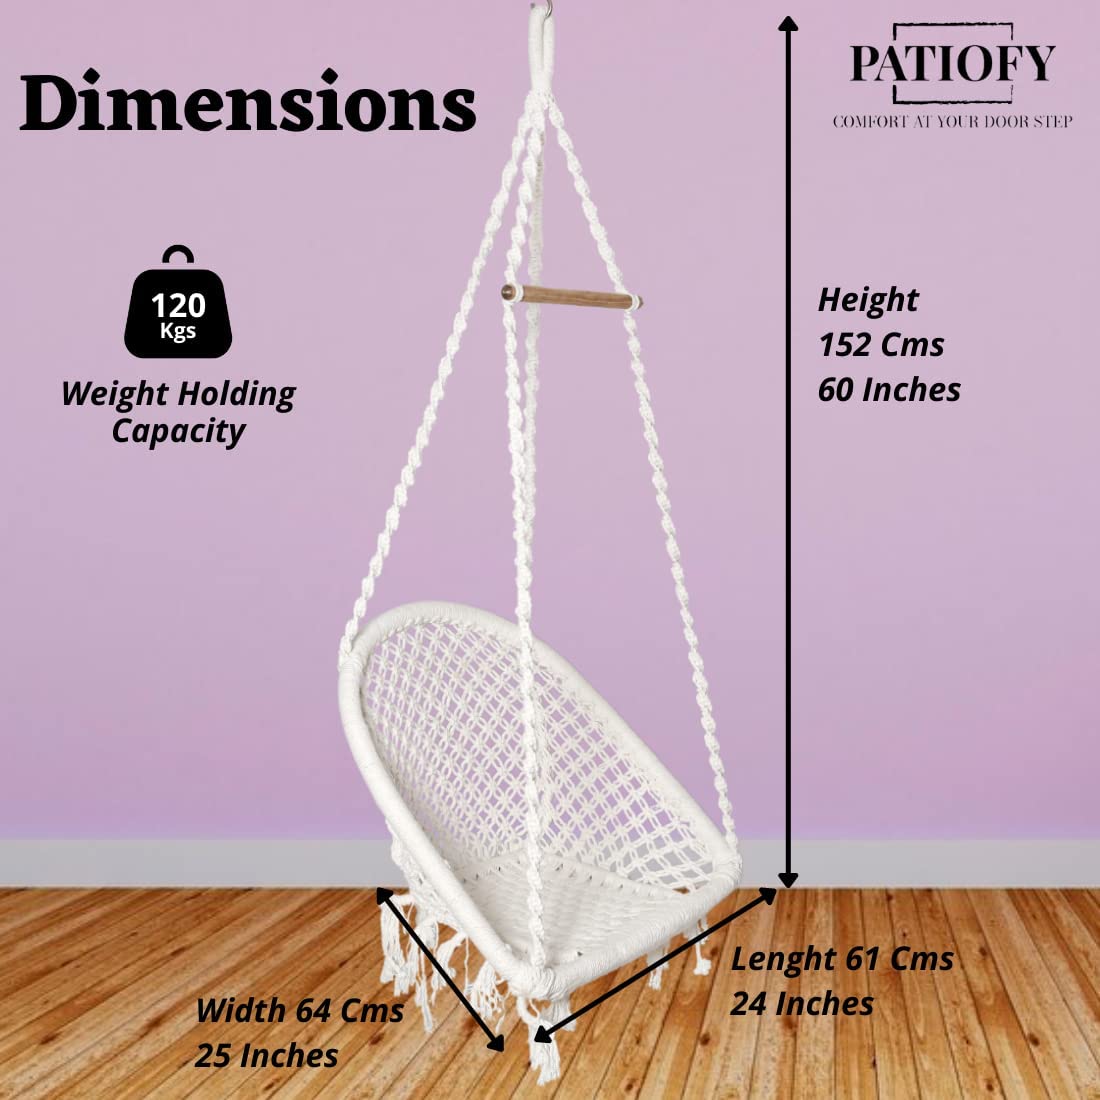 Dimensions
PATIOFY
COMFORT AT YOUR DOOR STEP
120
Kgs
Weight Holding
Capacity
Height
152 Cms
60 Inches
Lenght 61 Cms
24 Inches
Width 64 Cms
25 Inches